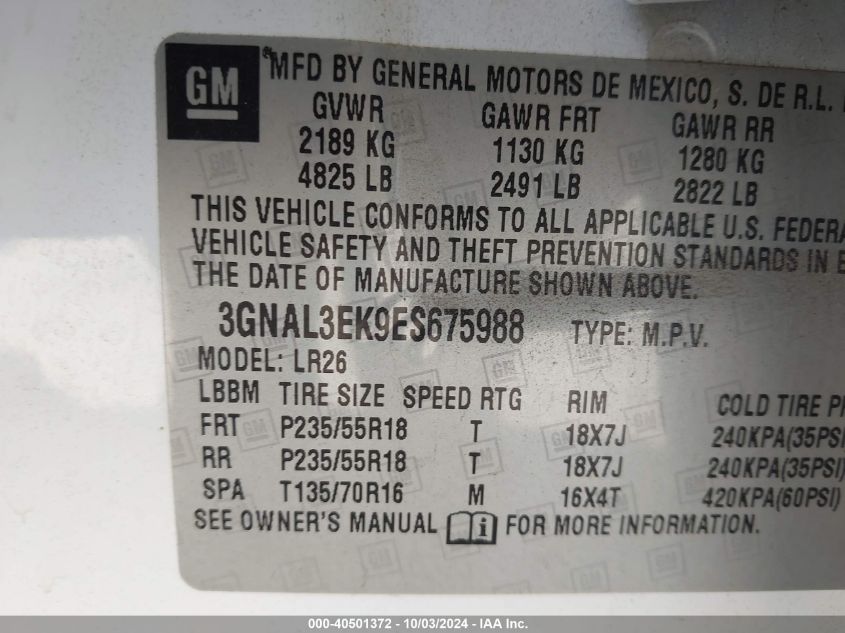 GM
MFD BY GENERAL MOTORS DE MEXICO, S. DE R.L.
GVWR GAWR FRT GAWR RR
2189 KG 1130 KG 1280 KG
4825 LB 2491 LB 2822 LB
THIS VEHICLE CONFORMS TO ALL APPLICABLE U.S. FEDERA
VEHICLE SAFETY AND THEFT PREVENTION STANDARDS IN E
THE DATE OF MANUFACTURE SHOWN ABOVE.
3GNAL3EK9ES675988 TYPE: M.P.V.
MODEL: LR26
LBBM TIRE SIZE SPEED RTG RIM COLD TIRE P
FRT P235/55R18 T 18X7J 240KPA(35PSI
RR P235/55R18 T 18X7J 240KPA(35PSI)
SPA T135/70R16 M 16X4T 420KPA(60PSI)
SEE OWNER'S MANUAL i FOR MORE INFORMATION.
000-40501372 - 10/03/2024 - IAA Inc.